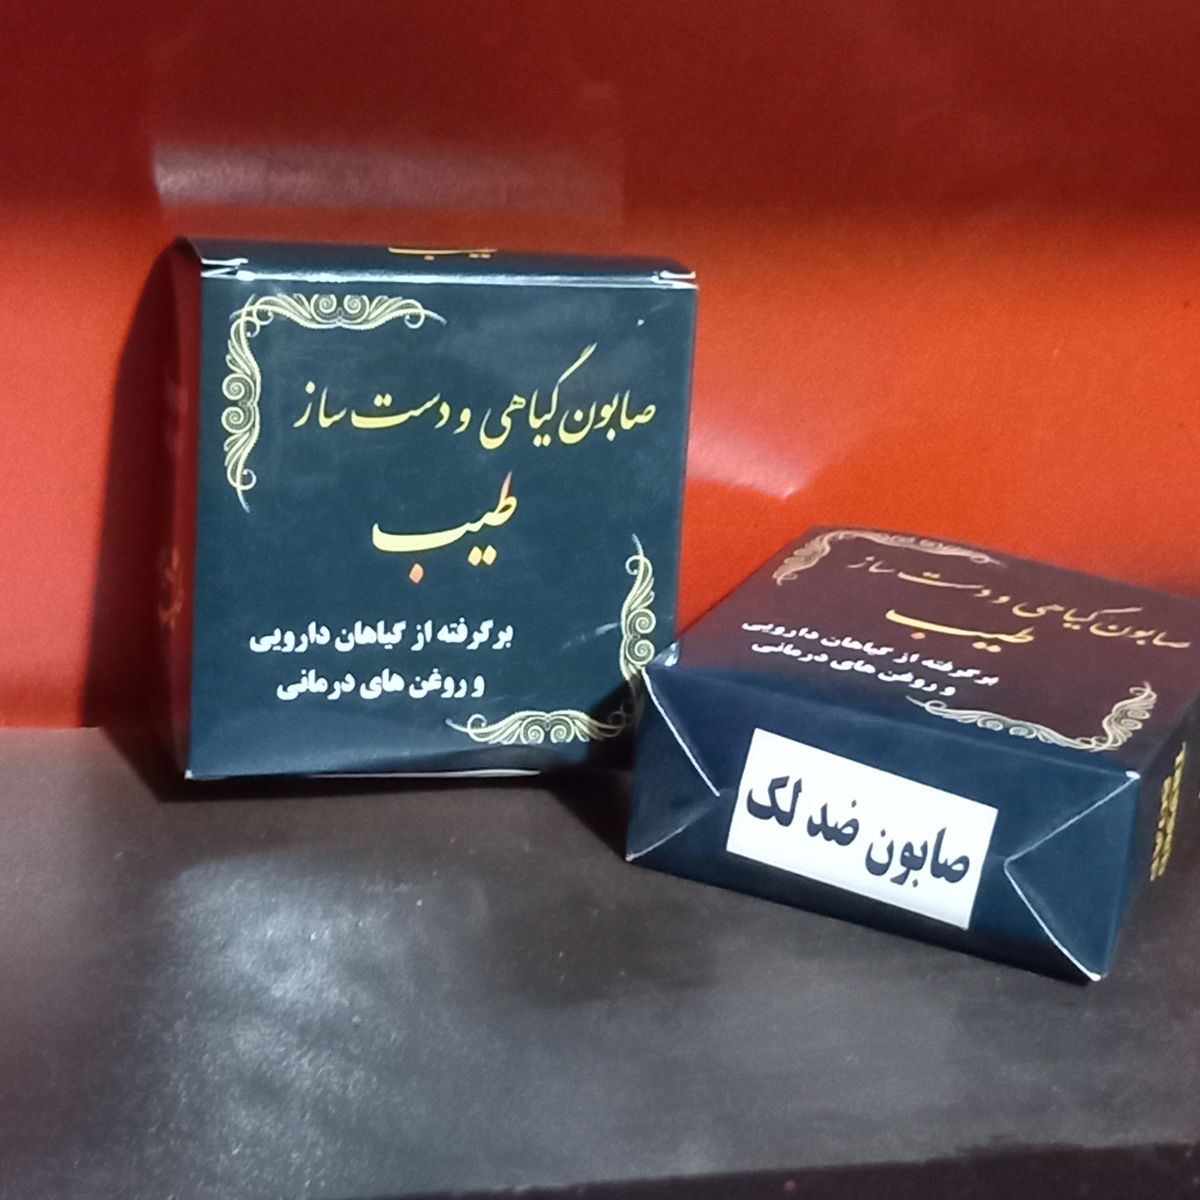 طیب
صابون گیاهی و دست ساز
طیب
برگرفته از گیاهان دارویی
و روغن های درمانی
صابون گیاهی و دست ساز
طیب
برگرفته از گیاهان دارویی
و روغن های درمانی
صابون ضد لک